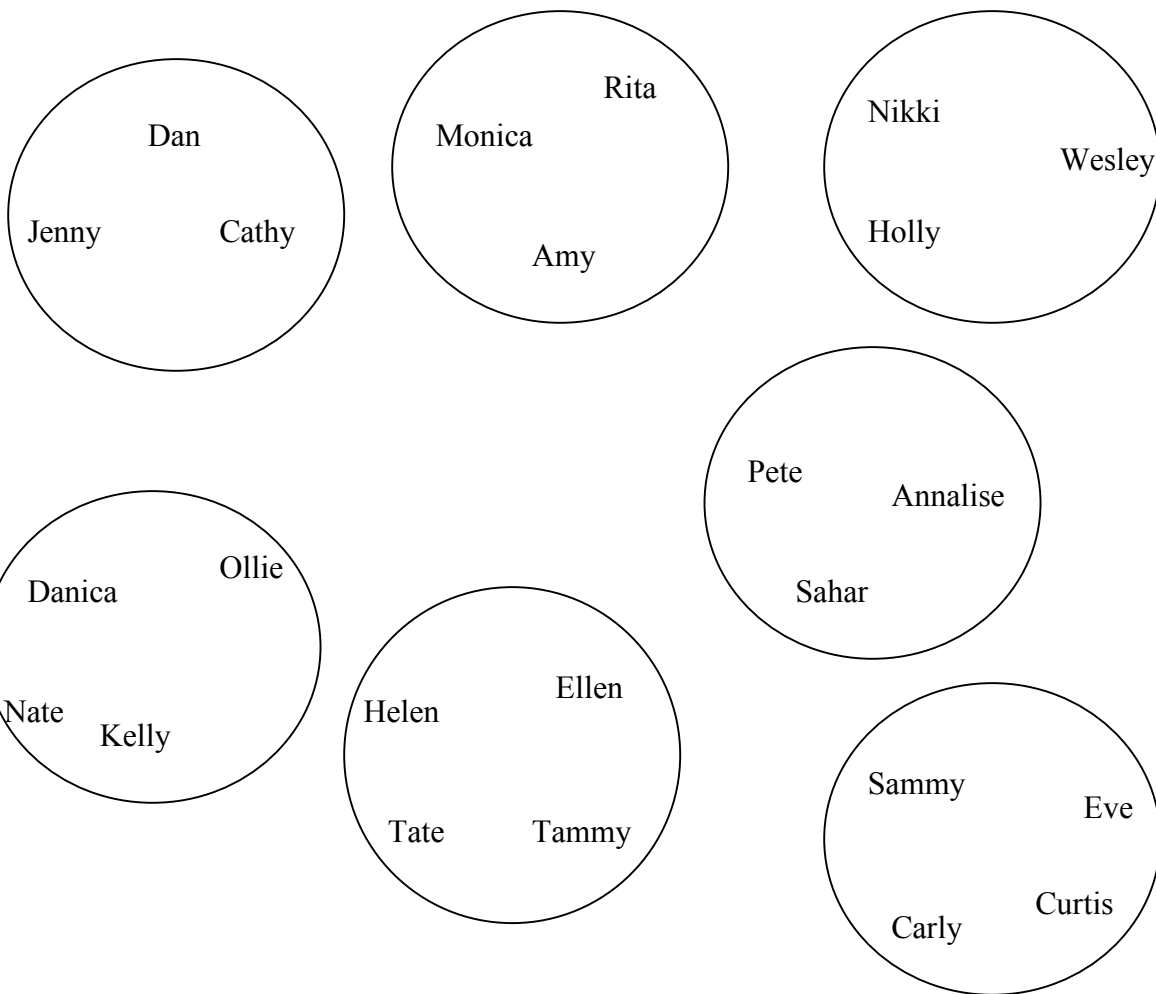 Dan
Jenny
Cathy
Rita
Monica
Amy
Nikki
Wesley
Holly
Pete
Annalise
Sahar
Ollie
Danica
Nate
Kelly
Ellen
Helen
Tate
Tammy
Sammy
Eve
Curtis
Carly